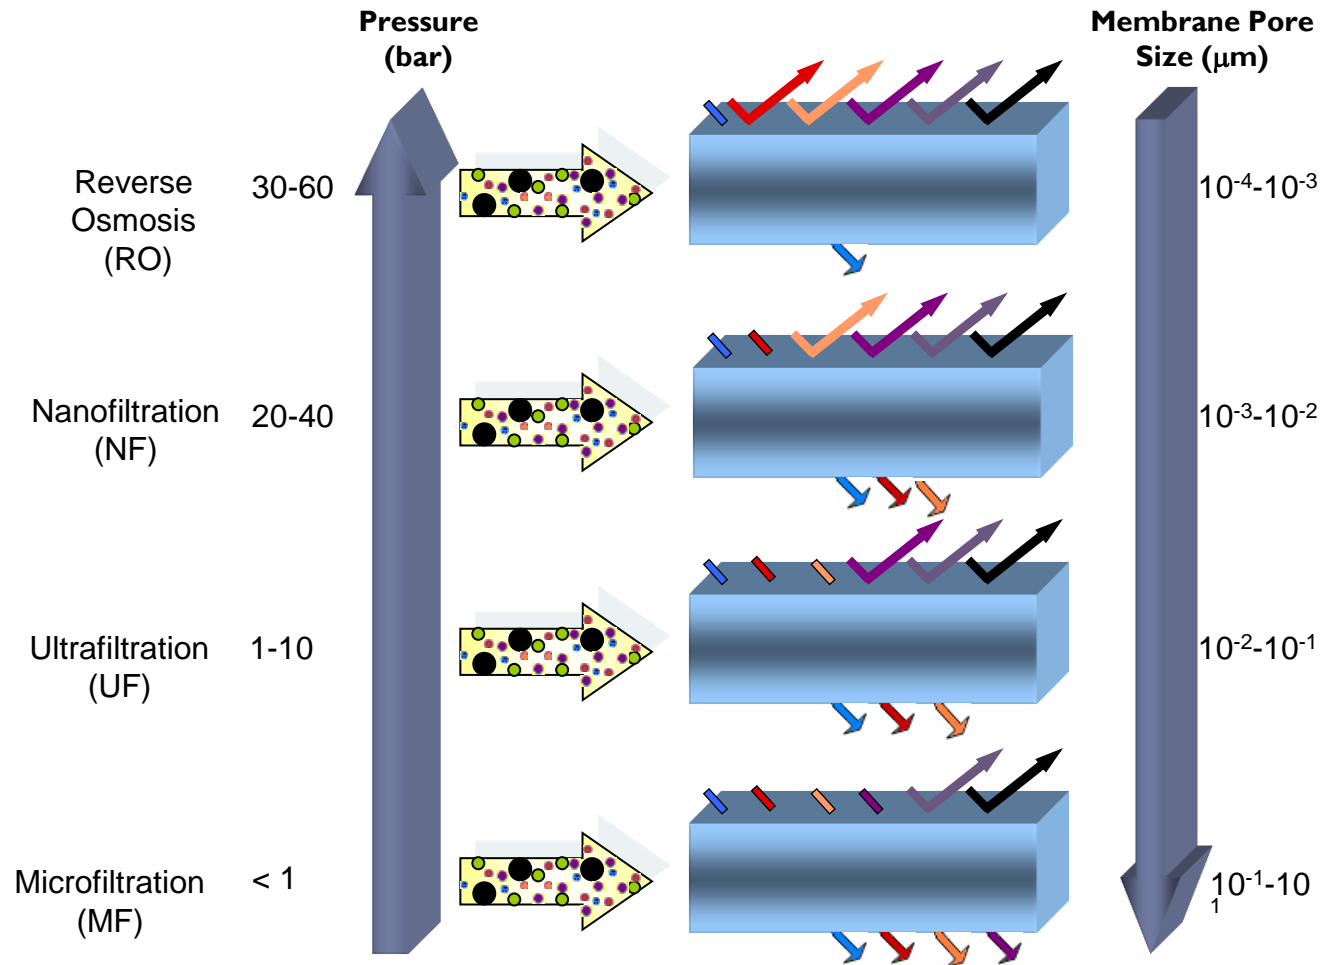 Pressure
(bar)
Membrane Pore
Size (μm)
Reverse
Osmosis
(RO)
30-60
10⁻⁴-10⁻³
Nanofiltration
(NF)
20-40
10⁻³-10⁻²
Ultrafiltration
(UF)
1-10
10⁻²-10⁻¹
Microfiltration
(MF)
< 1
10⁻¹-10
1